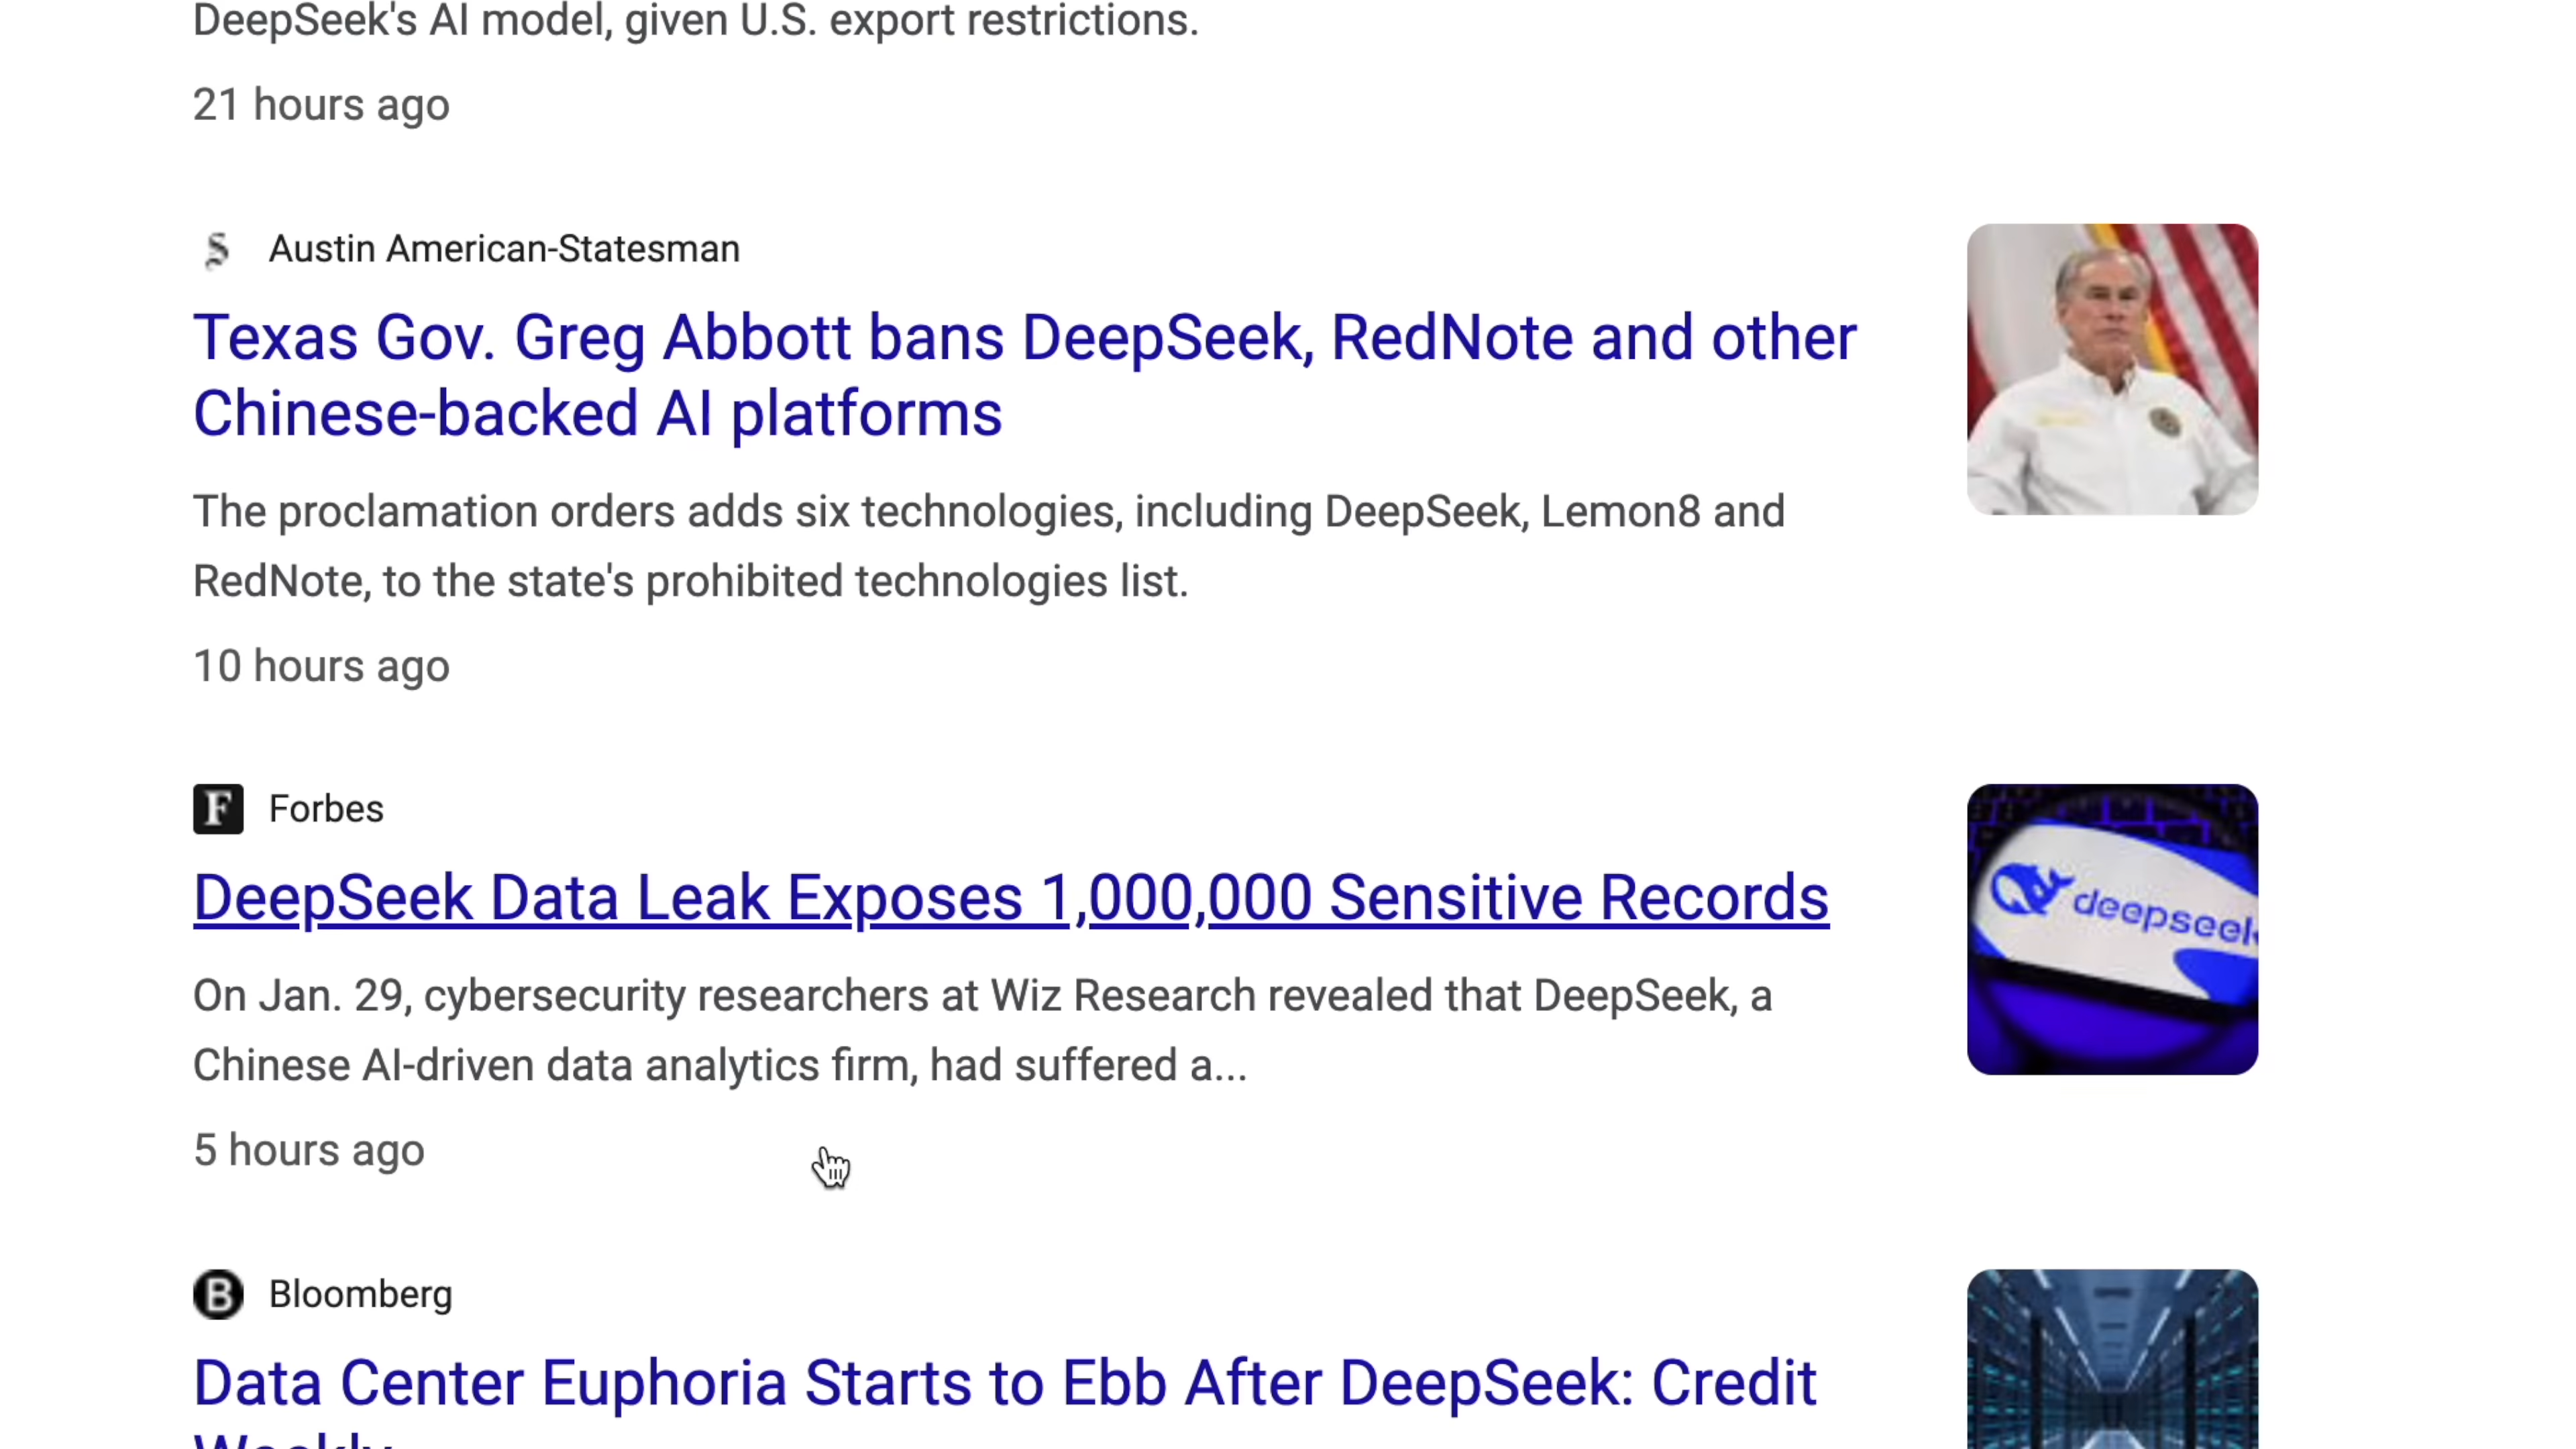 DeepSeek's AI model, given U.S. export restrictions.
21 hours ago
Austin American-Statesman
Texas Gov. Greg Abbott bans DeepSeek, RedNote and other
Chinese-backed AI platforms
The proclamation orders adds six technologies, including DeepSeek, Lemon8 and
RedNote, to the state's prohibited technologies list.
10 hours ago
F Forbes
DeepSeek Data Leak Exposes 1,000,000 Sensitive Records
deepseek
On Jan. 29, cybersecurity researchers at Wiz Research revealed that DeepSeek, a
Chinese AI-driven data analytics firm, had suffered a...
5 hours ago
B Bloomberg
Data Center Euphoria Starts to Ebb After DeepSeek: Credit
Weekly